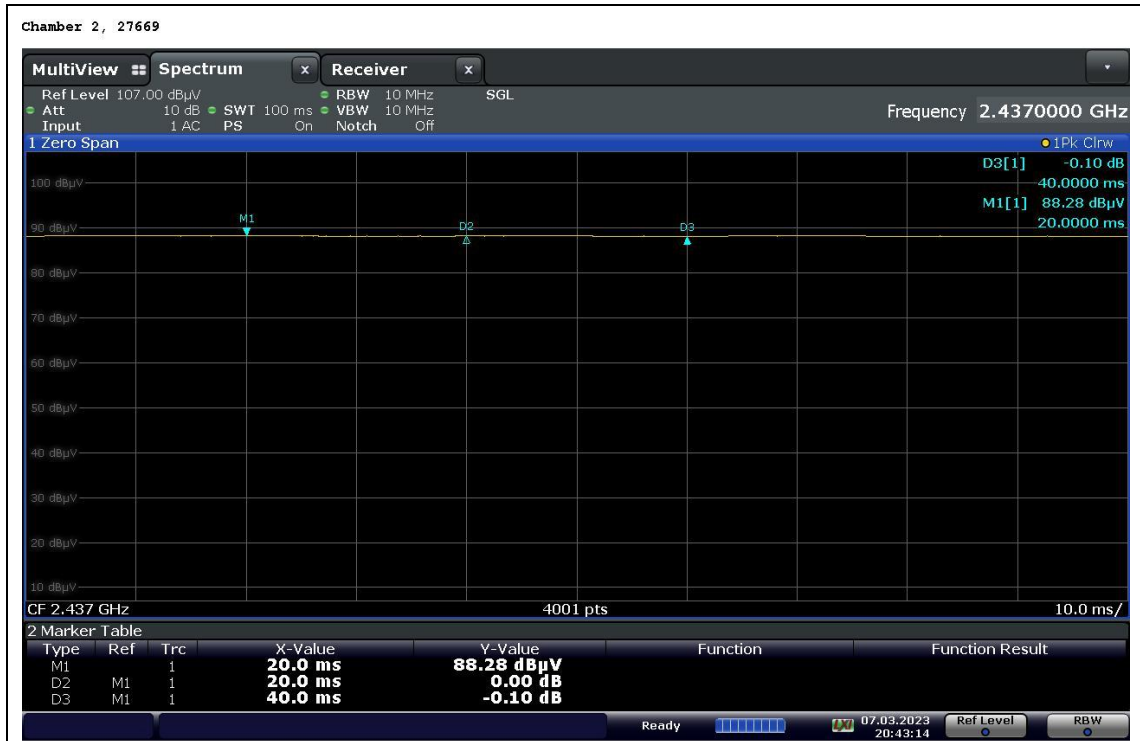 Chamber 2, 27669
MultiView Spectrum x Receiver x
Ref Level 107.00 dBµV RBW 10 MHz SGL
Att 10 dB SWT 100 ms VBW 10 MHz
Input 1 AC PS On Notch Off
Frequency 2.4370000 GHz
1 Zero Span 1Pk Clrw
D3[1] -0.10 dB
40.0000 ms
M1[1] 88.28 dBµV
20.0000 ms
100 dBµV
M1
D2
D3
90 dBµV
80 dBµV
70 dBµV
60 dBµV
50 dBµV
40 dBµV
30 dBµV
20 dBµV
10 dBµV
CF 2.437 GHz 4001 pts 10.0 ms/
2 Marker Table
Type Ref Trc X-Value Y-Value Function Function Result
M1 1 20.0 ms 88.28 dBµV
D2 M1 1 20.0 ms 0.00 dB
D3 M1 1 40.0 ms -0.10 dB
Ready LXI 07.03.2023 Ref Level RBW
20:43:14